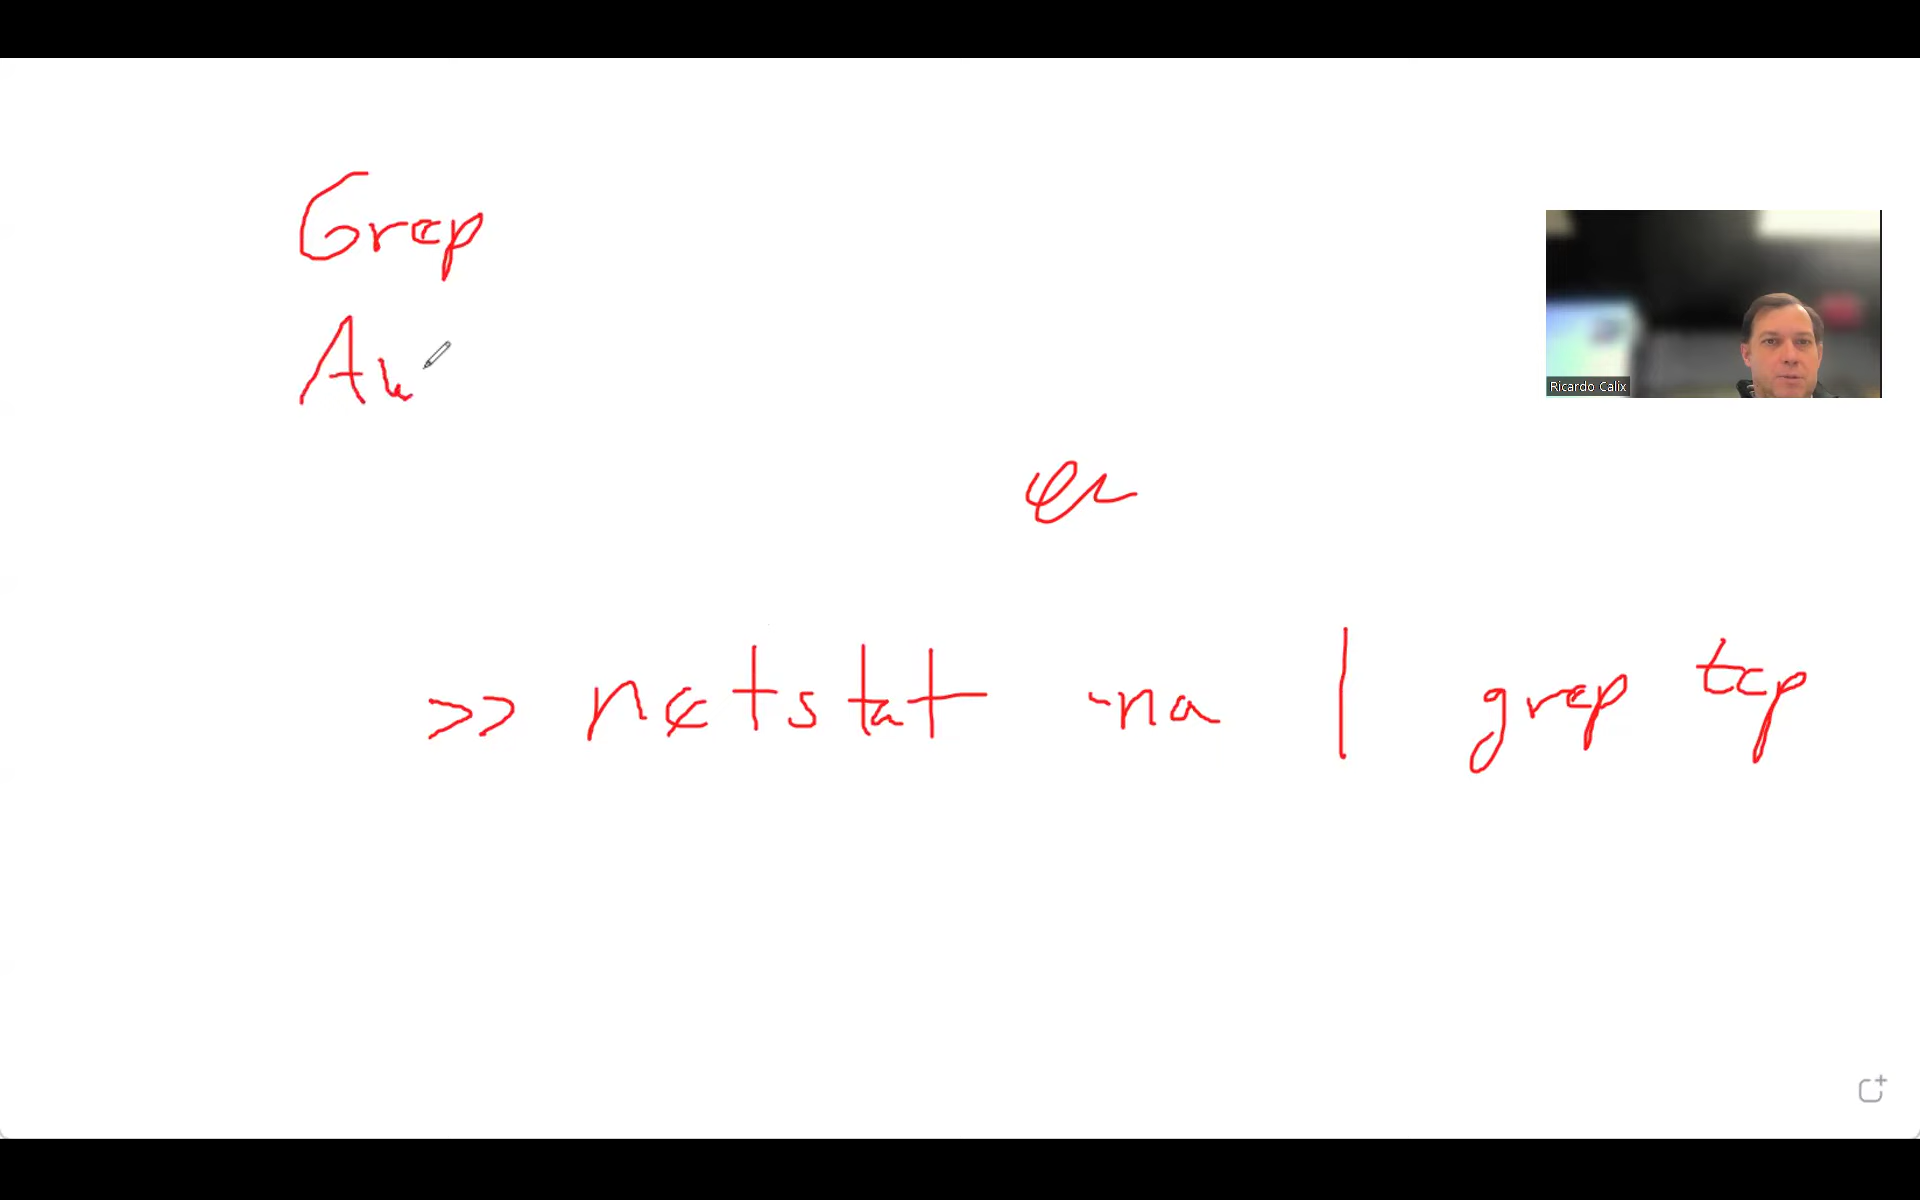 Grep
Aw
Ricardo Calix
>> netstat -na | grep tcp